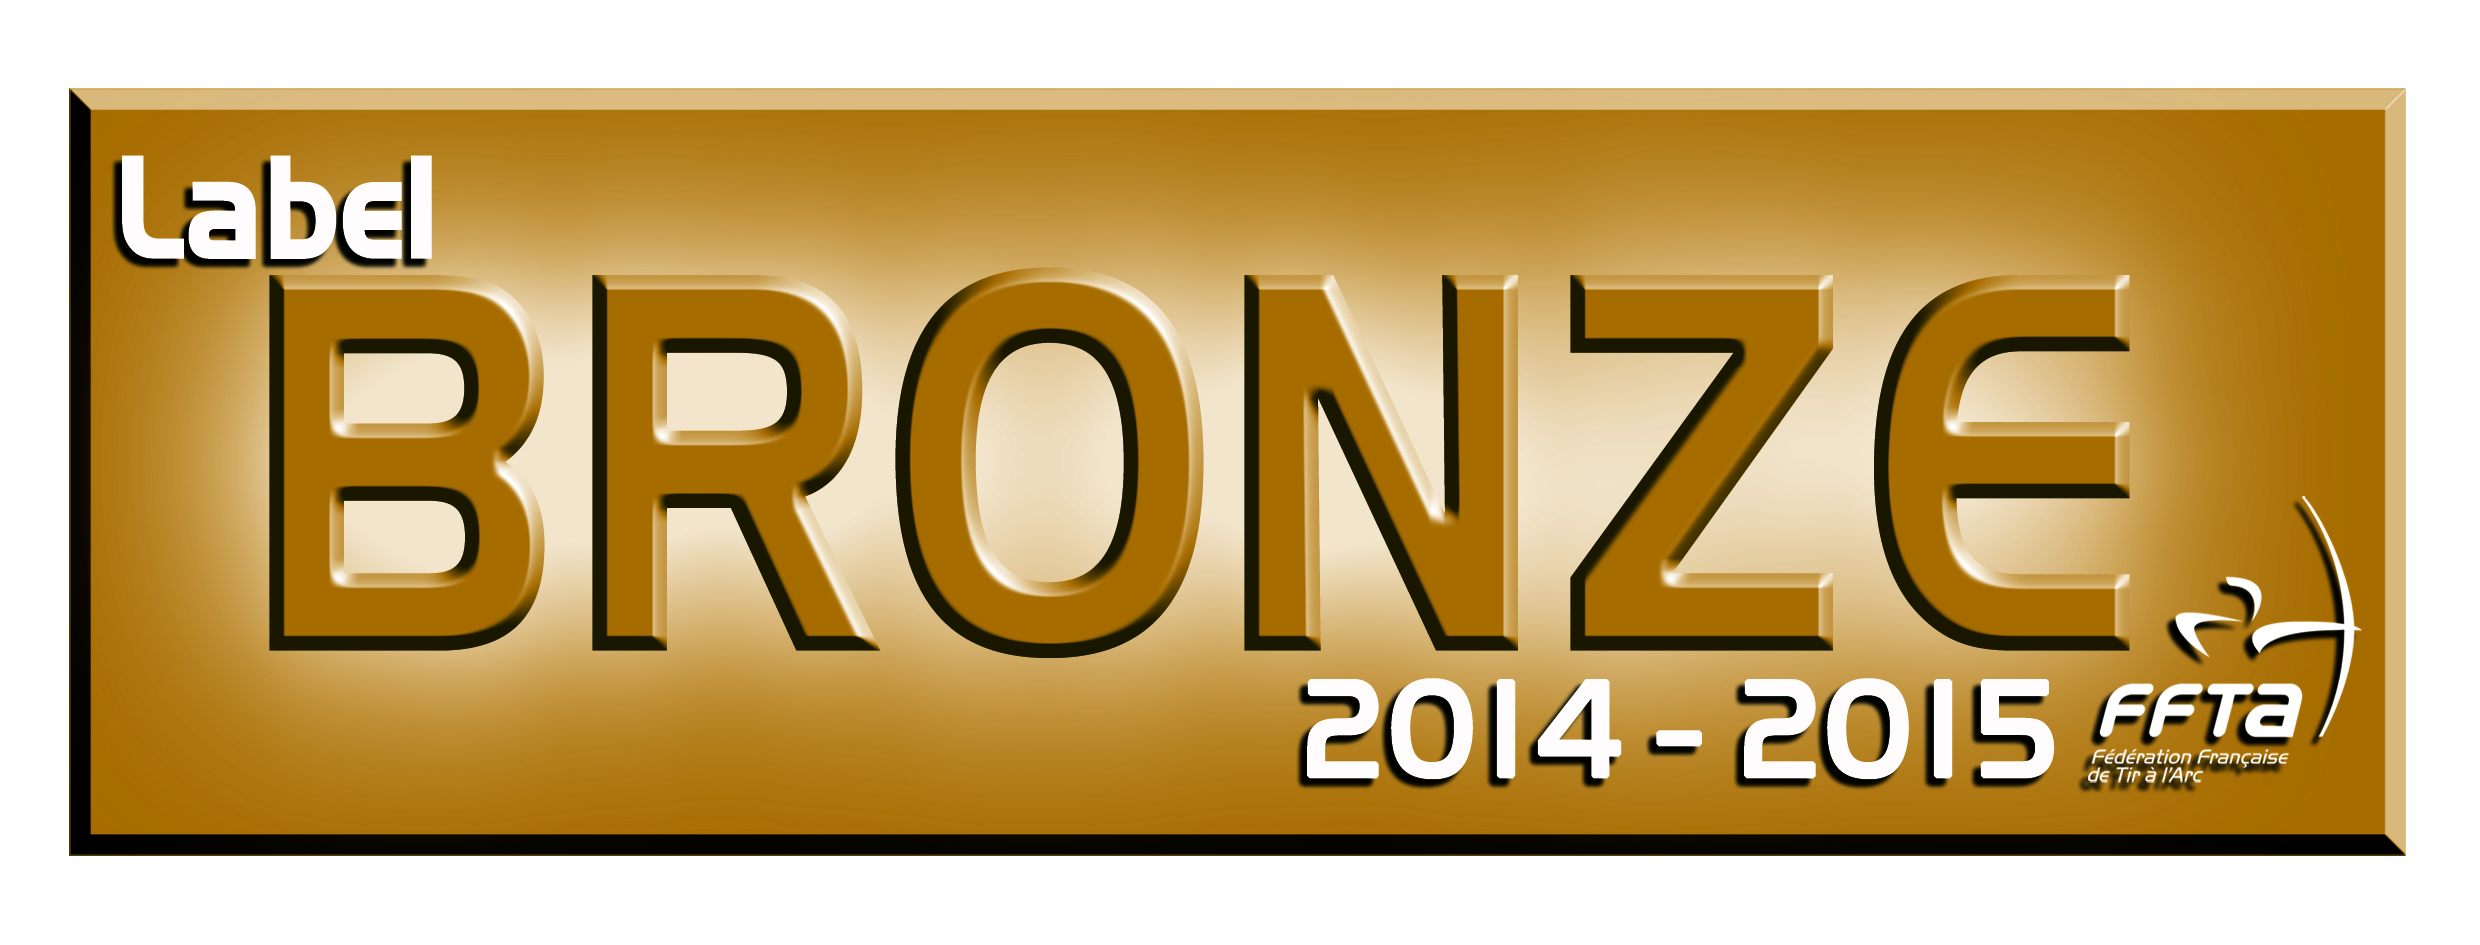 Label
BRONZE
2014 - 2015
FFTA
Fédération Française
de Tir à l'Arc